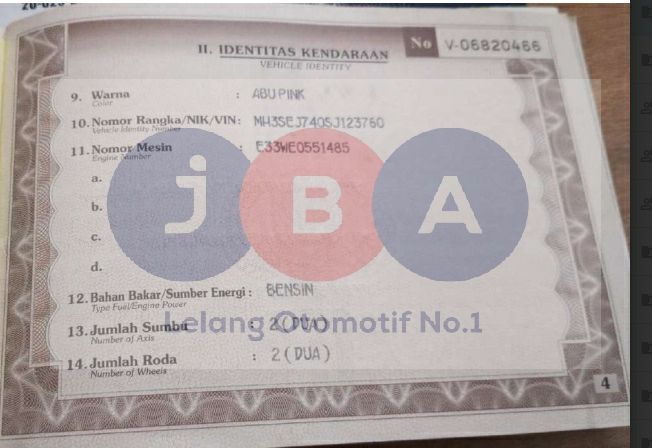 II. IDENTITAS KENDARAAN
VEHICLE IDENTITY
No V-06820466
9. Warna : ABU PINK
Color
10. Nomor Rangka/NIK/VIN: MH3SEJ740SJ123760
Vehicle Identity Number
11. Nomor Mesin : E33WE0551485
Engine Number
a.
b.
c.
d.
JBA
12. Bahan Bakar/Sumber Energi : BENSIN
Type Fuel/Engine Power
Lelang Otomotif No.1
13. Jumlah Sumbu : 2 (DUA)
Number of Axis
14. Jumlah Roda : 2 (DUA)
Number of Wheels
4